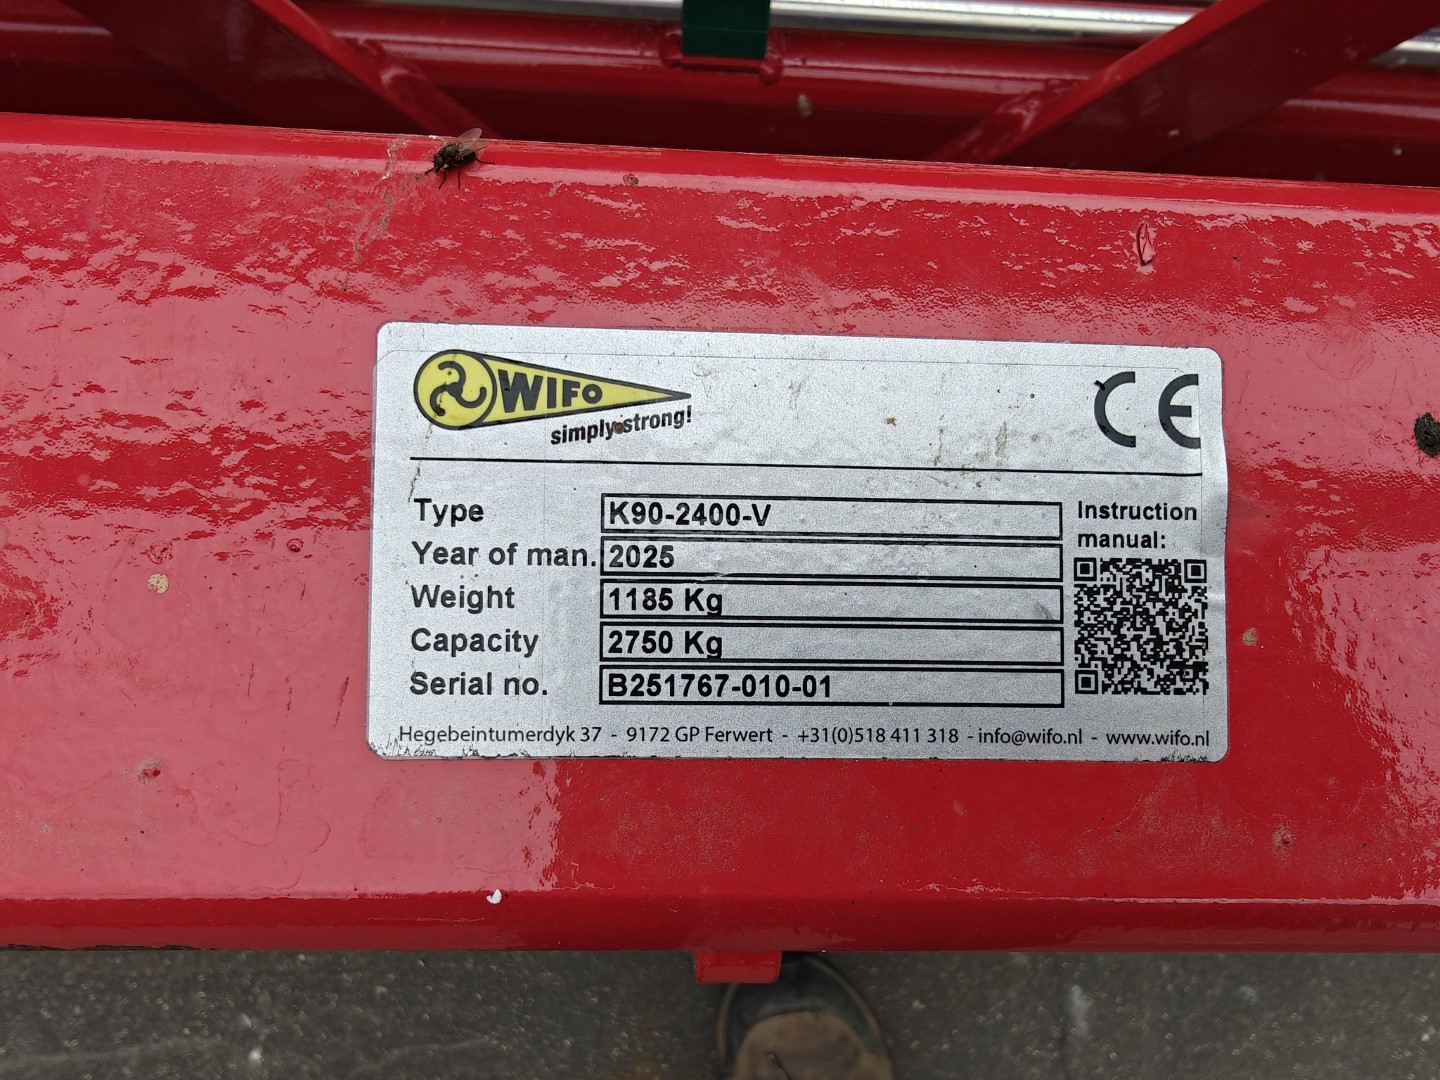 WIFO
simply strong!
CE
Type K90-2400-V
Year of man. 2025
Weight 1185 Kg
Capacity 2750 Kg
Serial no. B251767-010-01
Instruction
manual:
Hegebeintumerdyk 37 - 9172 GP Ferwert - +31(0)518 411 318 - info@wifo.nl - www.wifo.nl